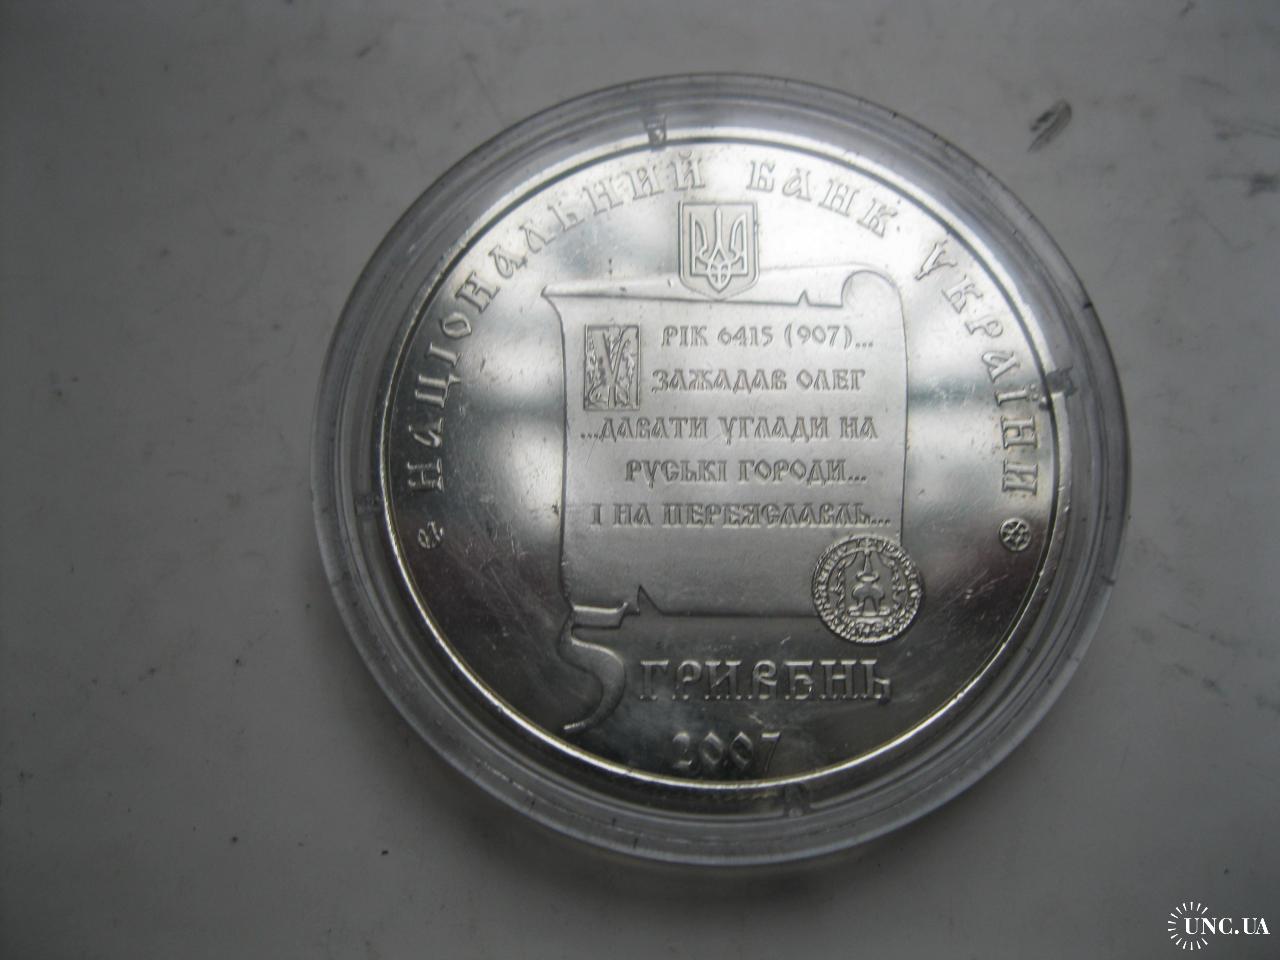 НАЦІОНАЛЬНИЙ БАНК УКРАЇНИ
У РІК 6415 (907)...
ЗАЖАДАВ ОЛЕГ
...ДАВАТИ УГЛАДИ НА
РУСЬКІ ГОРОДИ...
І НА ПЕРЕЯСЛАВЛЬ...
5 ГРИВЕНЬ
2007
UNC.UA